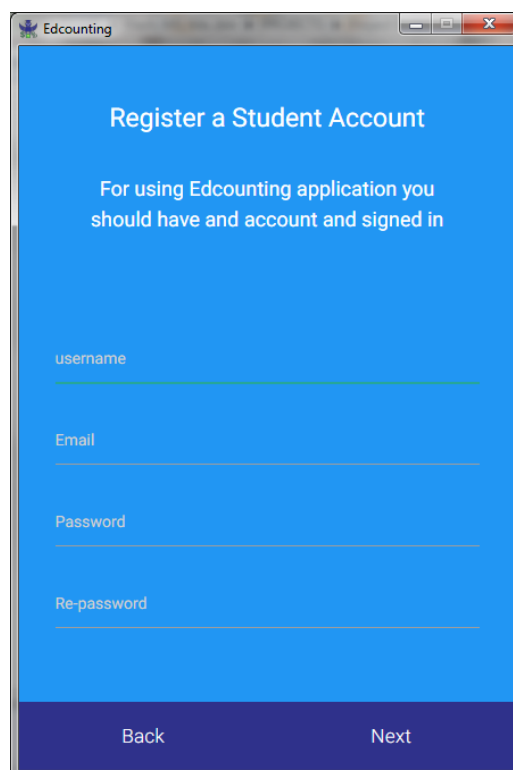 Edcounting
Register a Student Account
For using Edcounting application you
should have and account and signed in
username
Email
Password
Re-password
Back
Next